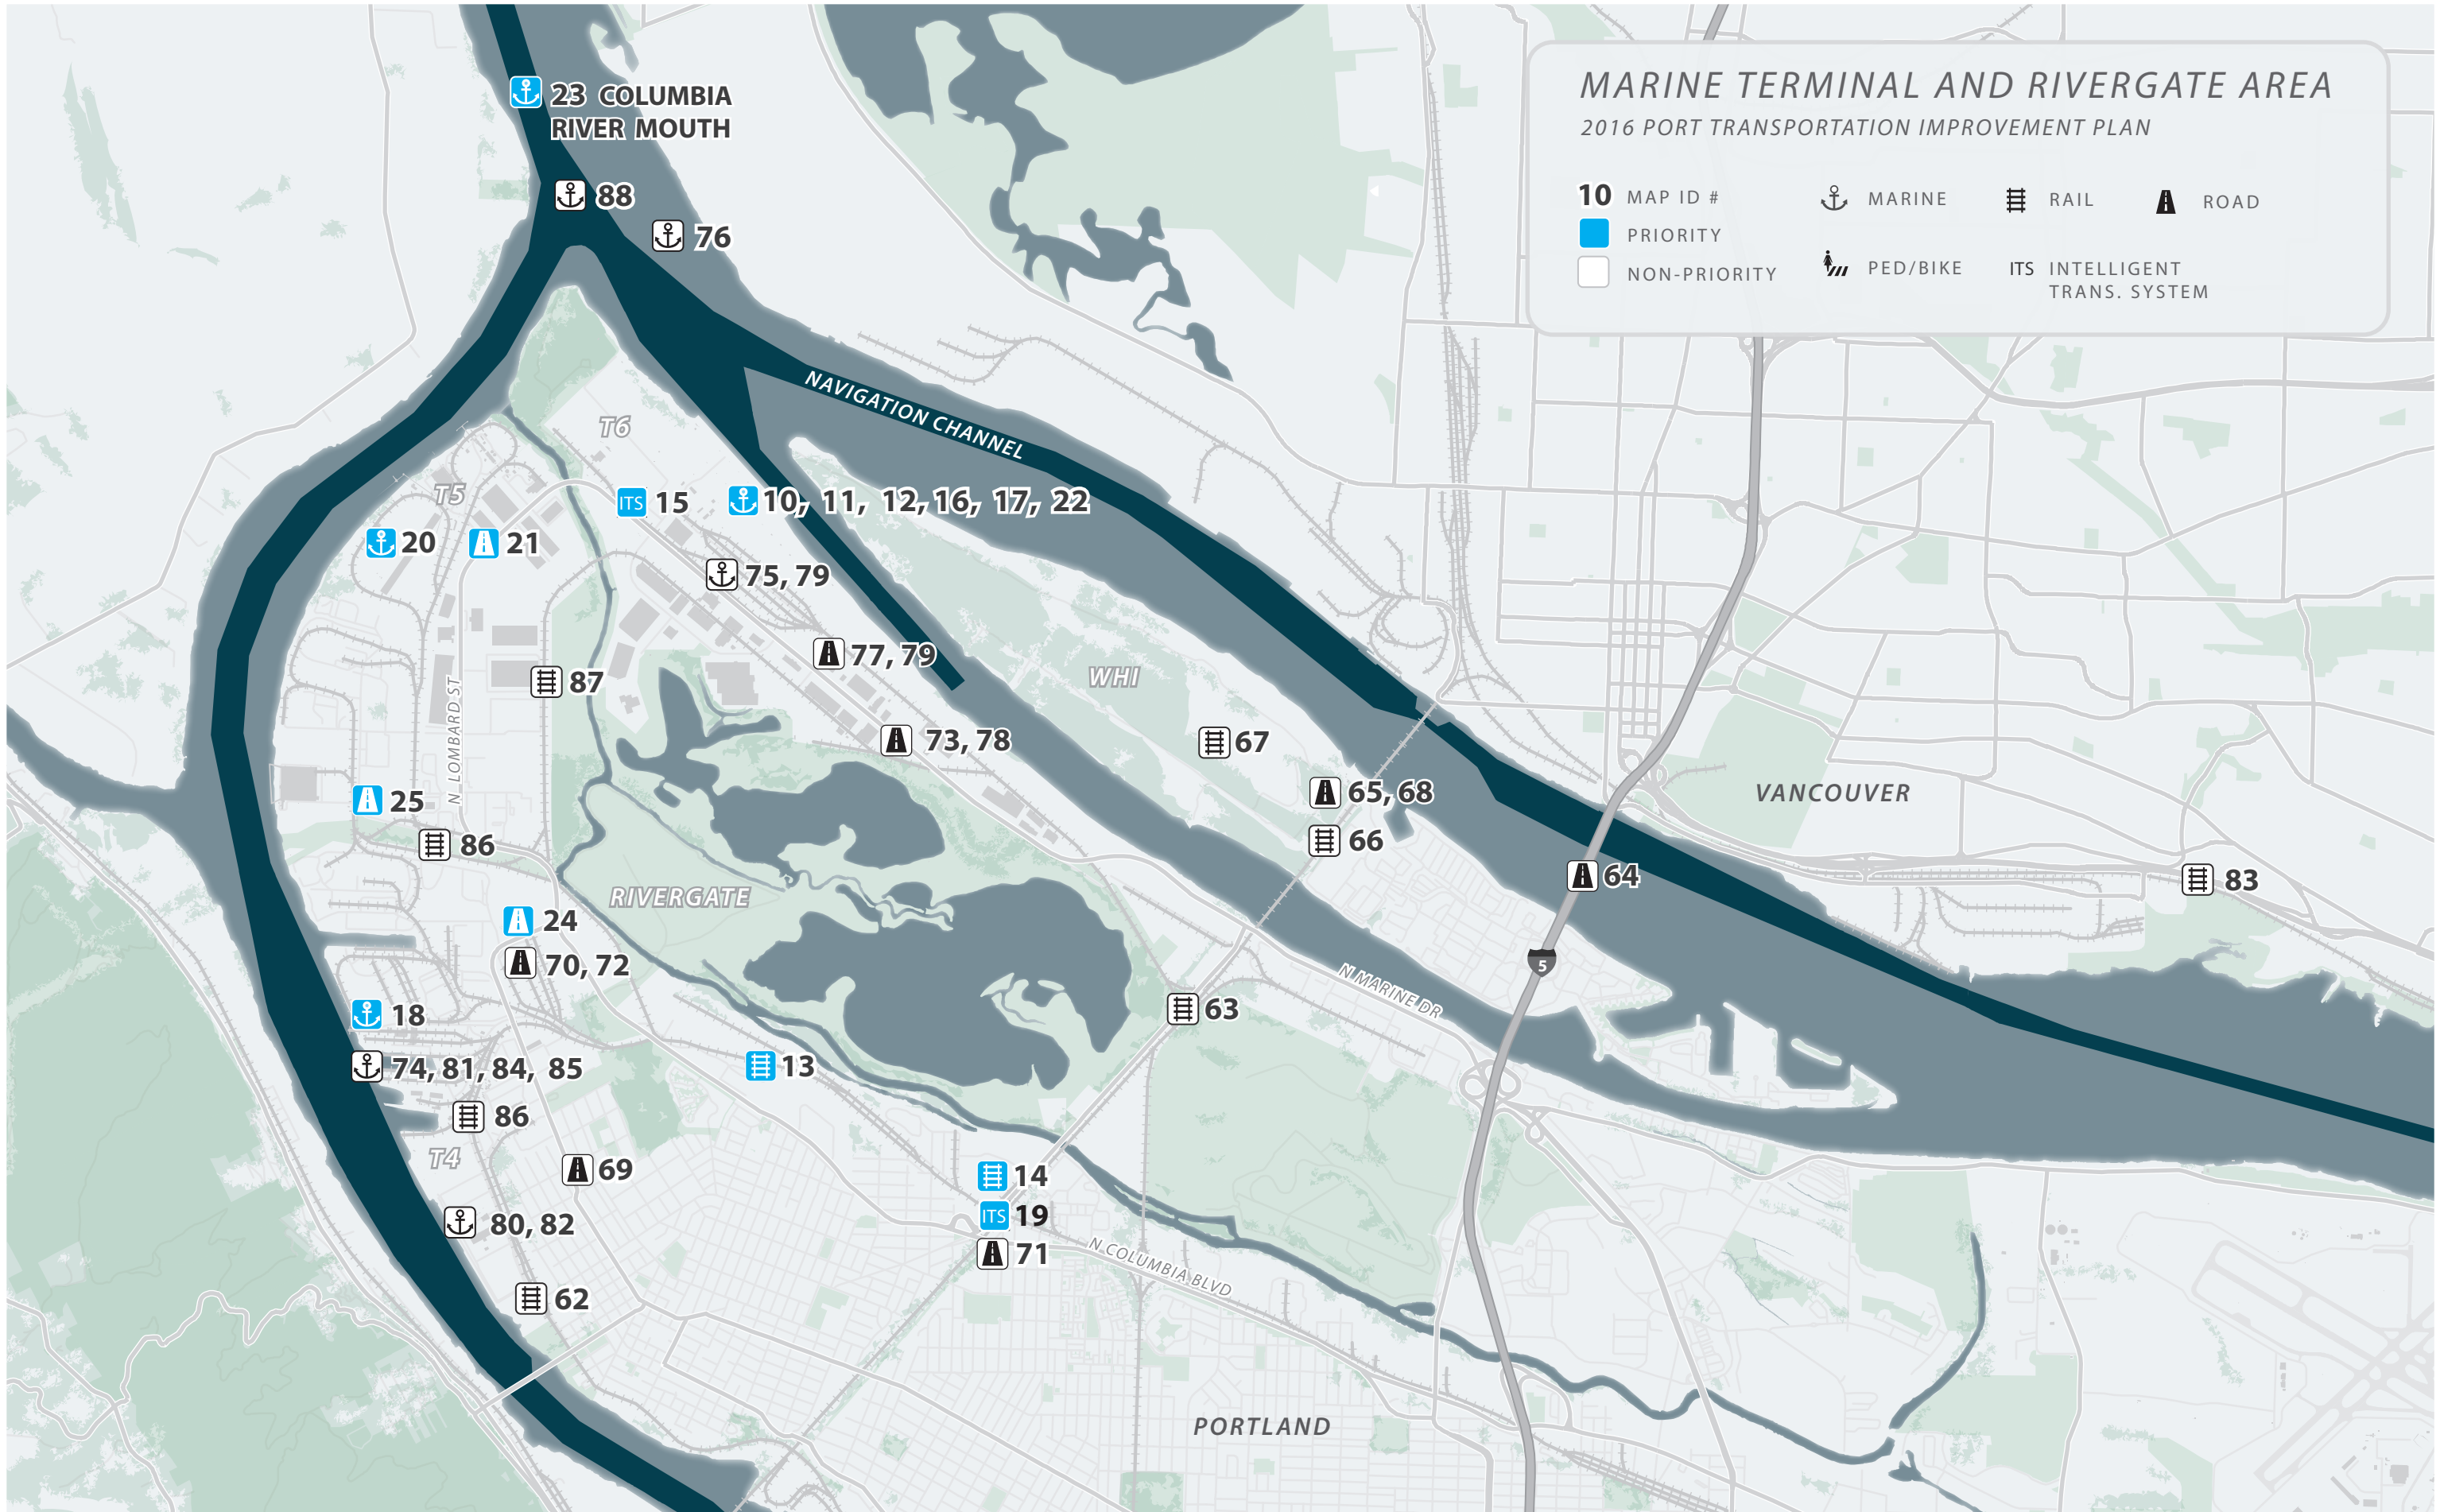 MARINE TERMINAL AND RIVERGATE AREA
2016 PORT TRANSPORTATION IMPROVEMENT PLAN
10 MAP ID #
PRIORITY
NON-PRIORITY
MARINE
RAIL
ROAD
PED/BIKE
ITS INTELLIGENT
TRANS. SYSTEM
23 COLUMBIA
RIVER MOUTH
88
76
NAVIGATION CHANNEL
T6
T5
ITS 15
10, 11, 12, 16, 17, 22
20
21
75, 79
77, 79
WHI
87
N LOMBARD ST
73, 78
67
65, 68
VANCOUVER
25
86
66
64
83
RIVERGATE
24
70, 72
5
N MARINE DR
18
63
74, 81, 84, 85
13
86
T4
69
14
ITS 19
80, 82
71
N COLUMBIA BLVD
62
PORTLAND